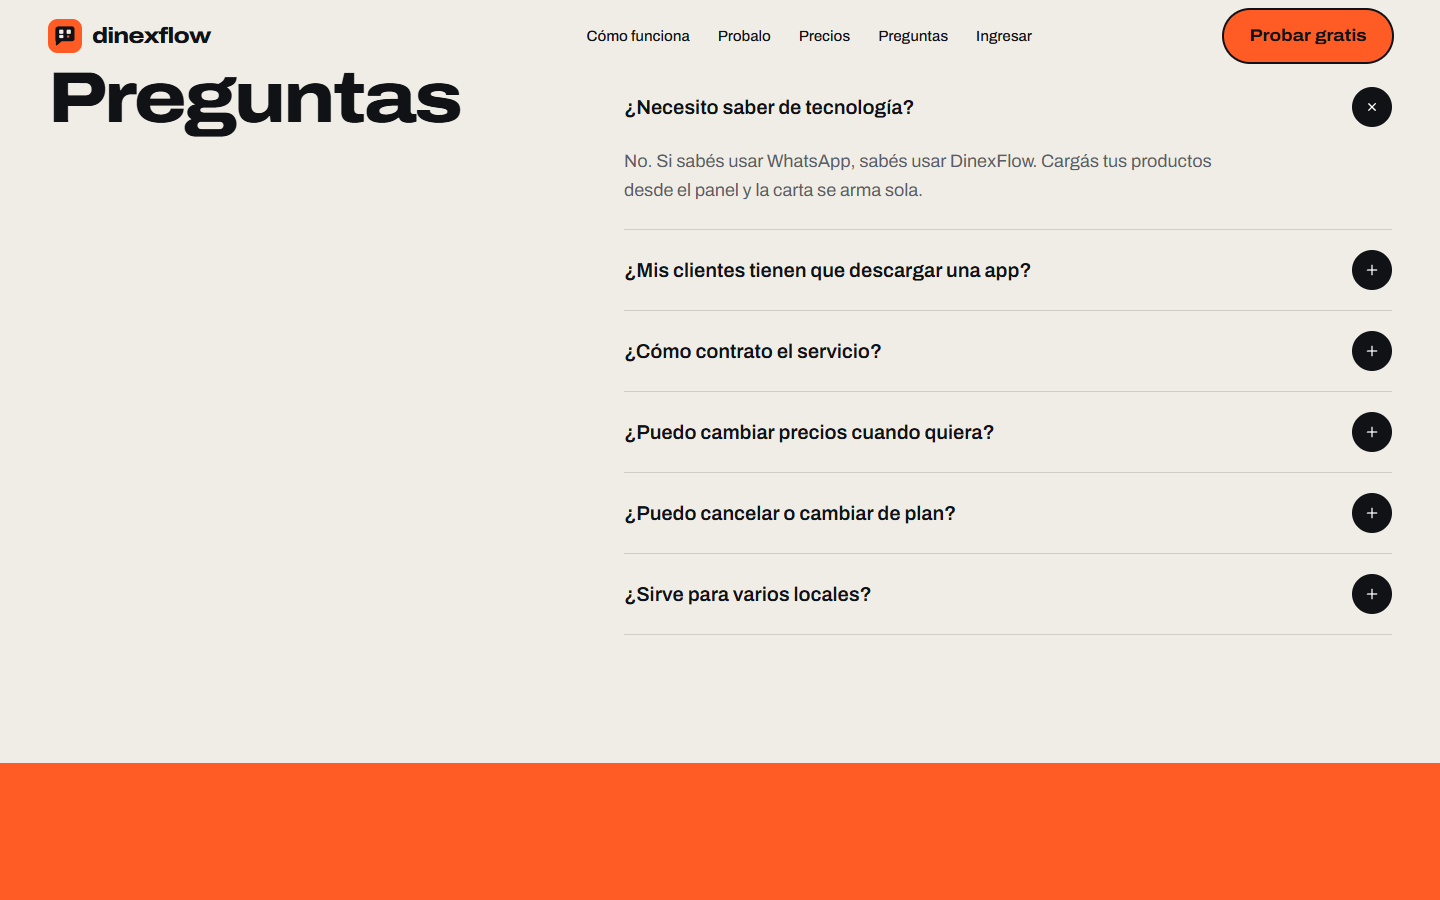 dinexflow
Cómo funciona
Probalo
Precios
Preguntas
Ingresar
Probar gratis
Preguntas
¿Necesito saber de tecnología?
No. Si sabés usar WhatsApp, sabés usar DinexFlow. Cargás tus productos
desde el panel y la carta se arma sola.
¿Mis clientes tienen que descargar una app?
¿Cómo contrato el servicio?
¿Puedo cambiar precios cuando quiera?
¿Puedo cancelar o cambiar de plan?
¿Sirve para varios locales?